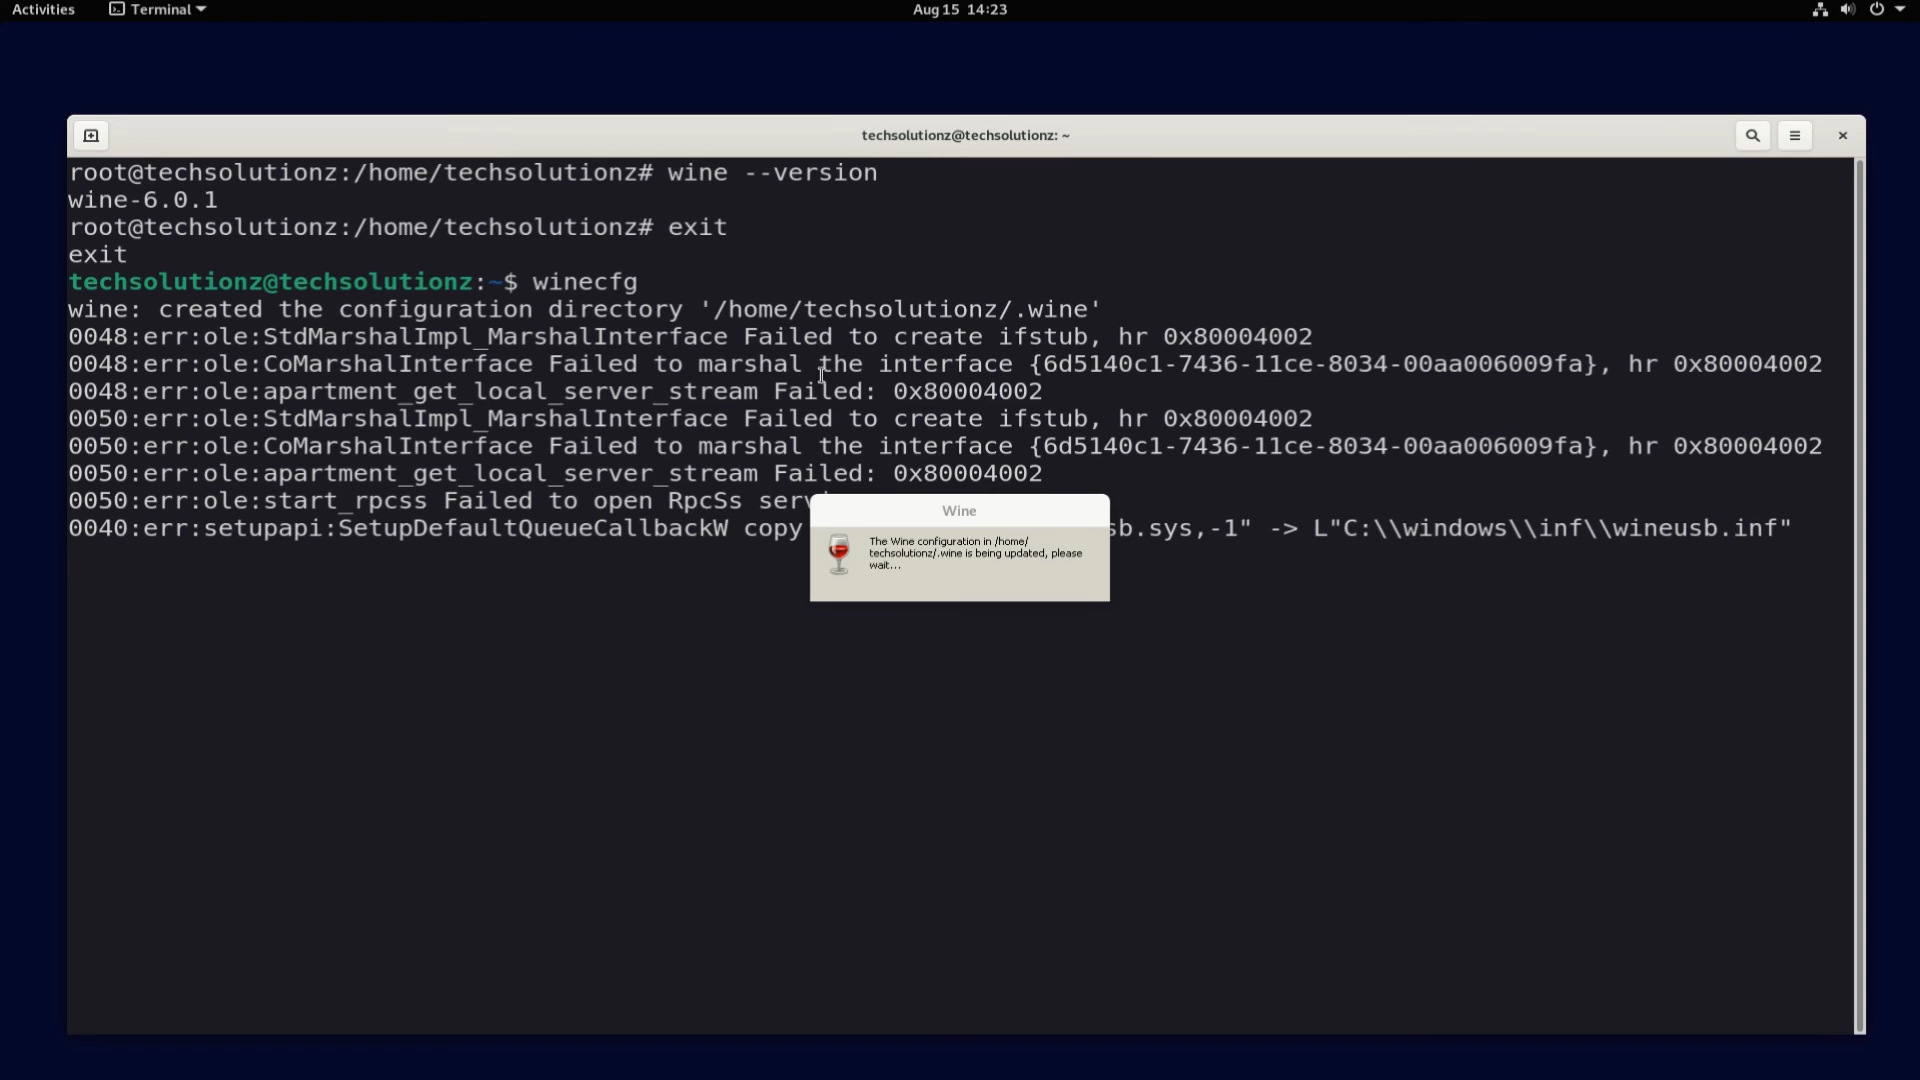 Activities
Terminal
Aug 15 14:23
techsolutionz@techsolutionz: ~
root@techsolutionz:/home/techsolutionz# wine --version
wine-6.0.1
root@techsolutionz:/home/techsolutionz# exit
exit
techsolutionz@techsolutionz:~$ winecfg
wine: created the configuration directory '/home/techsolutionz/.wine'
0048:err:ole:StdMarshalImpl_MarshalInterface Failed to create ifstub, hr 0x80004002
0048:err:ole:CoMarshalInterface Failed to marshal the interface {6d5140c1-7436-11ce-8034-00aa006009fa}, hr 0x80004002
0048:err:ole:apartment_get_local_server_stream Failed: 0x80004002
0050:err:ole:StdMarshalImpl_MarshalInterface Failed to create ifstub, hr 0x80004002
0050:err:ole:CoMarshalInterface Failed to marshal the interface {6d5140c1-7436-11ce-8034-00aa006009fa}, hr 0x80004002
0050:err:ole:apartment_get_local_server_stream Failed: 0x80004002
0050:err:ole:start_rpcss Failed to open RpcSs
0040:err:setupapi:SetupDefaultQueueCallbackW copy sb.sys,-1" -> L"C:\\windows\\inf\\wineusb.inf"
Wine
The Wine configuration in /home/
techsolutionz/.wine is being updated, please
wait...